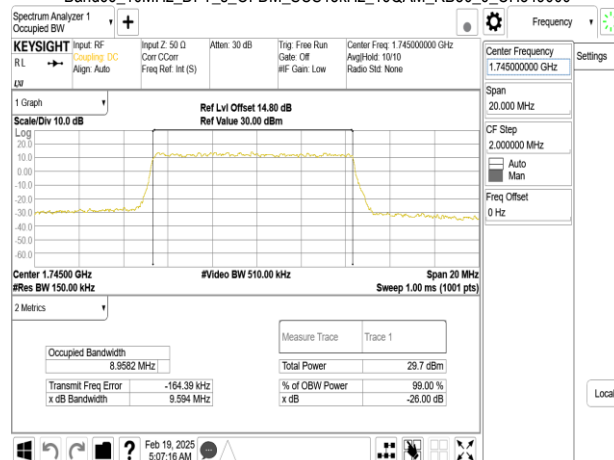 Spectrum Analyzer 1
Occupied BW
Frequency
Settings
KEYSIGHT
Input: RF
Input Z: 50 Ω
Atten: 30 dB
Trig: Free Run
Center Freq: 1.745000000 GHz
RL
Coupling: DC
Corr CCorr
Gate: Off
Avg|Hold: 10/10
Align: Auto
Freq Ref: Int (S)
#IF Gain: Low
Radio Std: None
LXI
1 Graph
Ref Lvl Offset 14.80 dB
Scale/Div 10.0 dB
Ref Value 30.00 dBm
Log
20.0
10.0
0.00
-10.0
-20.0
-30.0
-40.0
-50.0
-60.0
Center 1.74500 GHz
#Video BW 510.00 kHz
Span 20 MHz
#Res BW 150.00 kHz
Sweep 1.00 ms (1001 pts)
Center Frequency
1.745000000 GHz
Span
20.000 MHz
CF Step
2.000000 MHz
Auto
Man
Freq Offset
0 Hz
2 Metrics
Measure Trace
Trace 1
Occupied Bandwidth
8.9582 MHz
Total Power
29.7 dBm
Transmit Freq Error
-164.39 kHz
% of OBW Power
99.00 %
x dB Bandwidth
9.594 MHz
x dB
-26.00 dB
Local
?
Feb 19, 2025
5:07:16 AM